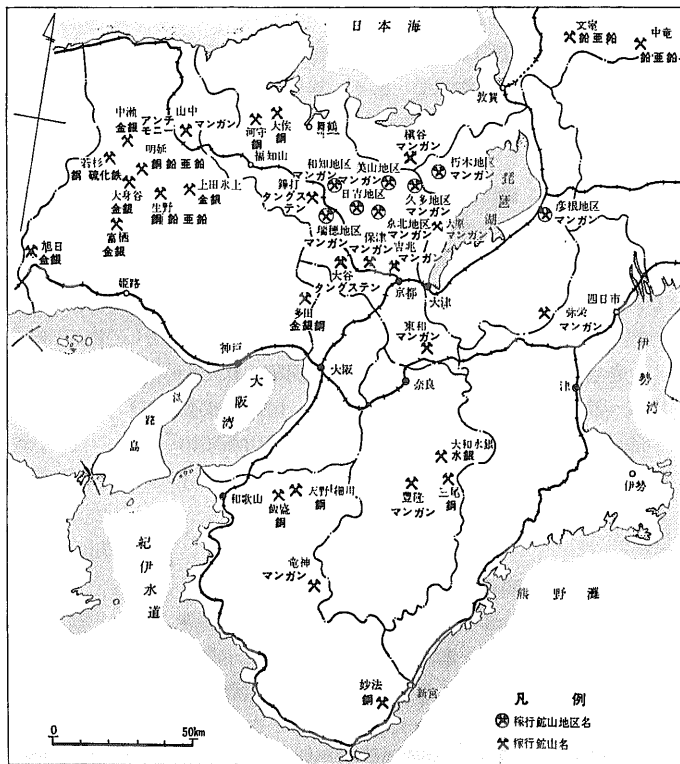 日本海
文室
鉛亜鉛
中竜
鉛亜鉛
敦賀
中瀬
金銀
アンチ
モニー
山中
マンガン
河守
銅
大俣
銅
舞鶴
福知山
槇谷
マンガン
明延
銅鉛亜鉛
若杉
銅 硫化鉄
大身谷
金銀
生野
銅鉛亜鉛
上田氷上
金銀
富栖
金銀
旭日
金銀
和知地区
マンガン
美山地区
マンガン
朽木地区
マンガン
鐘打
タングス
テン
日吉地区
マンガン
久多地区
マンガン
琵琶湖
瑞穂地区
マンガン
京北地区
マンガン
大原
マンガン
彦根地区
マンガン
保津
マンガン
吉兆
マンガン
大谷
タングステン
京都
大津
姫路
多田
金銀銅
弥栄
マンガン
四日市
東和
マンガン
神戸
大阪
奈良
大阪湾
淡路島
津
伊勢湾
大和水銀
水銀
和歌山
飯盛
銅
豊隆
マンガン
三尾
銅
伊勢
紀伊水道
竜神
マンガン
熊野灘
妙法
銅
新宮
凡例
稼行鉱山地区名
稼行鉱山名
0 50km